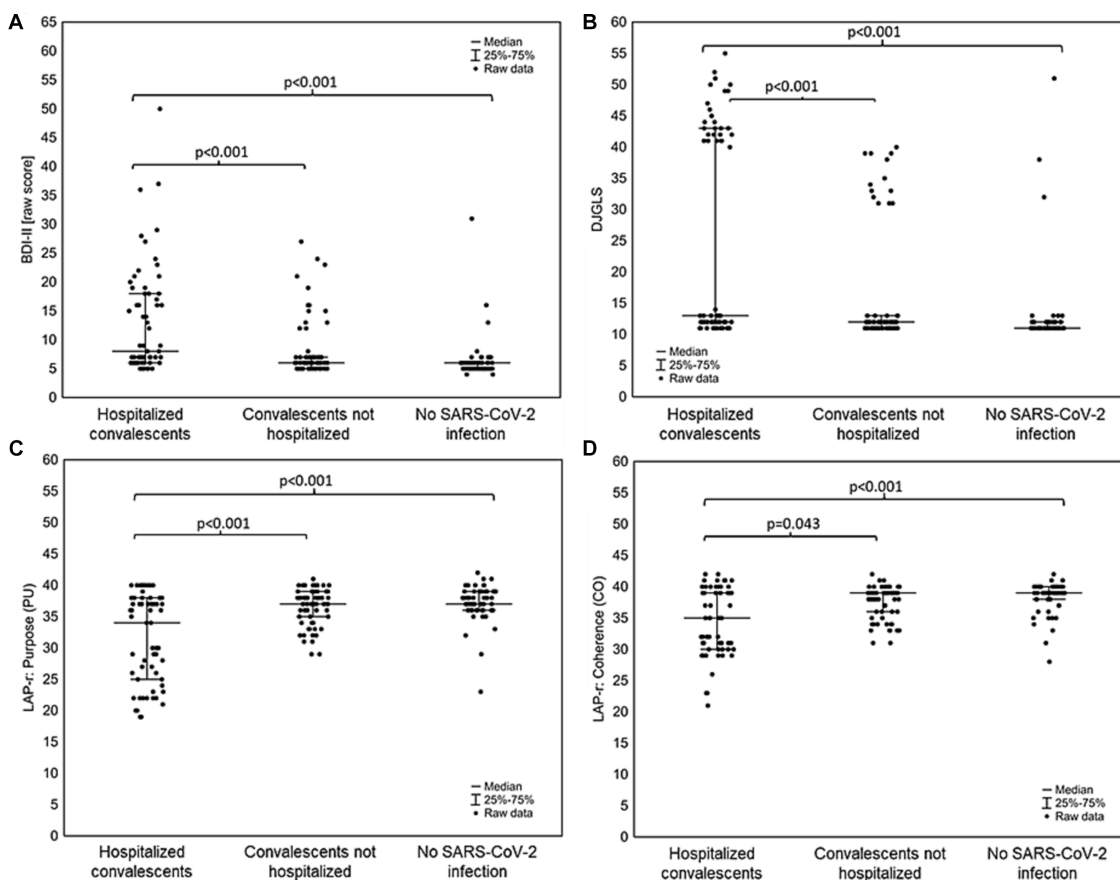 A
BDI-II [raw score]
65
60
55
50
45
40
35
30
25
20
15
10
5
0
Median
25%-75%
Raw data
p<0.001
p<0.001
Hospitalized convalescents
Convalescents not hospitalized
No SARS-CoV-2 infection
B
DJGLS
60
55
50
45
40
35
30
25
20
15
10
5
0
p<0.001
p<0.001
Median
25%-75%
Raw data
Hospitalized convalescents
Convalescents not hospitalized
No SARS-CoV-2 infection
C
LAP-r: Purpose (PU)
60
55
50
45
40
35
30
25
20
15
10
5
0
p<0.001
p<0.001
Median
25%-75%
Raw data
Hospitalized convalescents
Convalescents not hospitalized
No SARS-CoV-2 infection
D
LAP-r: Coherence (CO)
60
55
50
45
40
35
30
25
20
15
10
5
0
p<0.001
p=0.043
Median
25%-75%
Raw data
Hospitalized convalescents
Convalescents not hospitalized
No SARS-CoV-2 infection